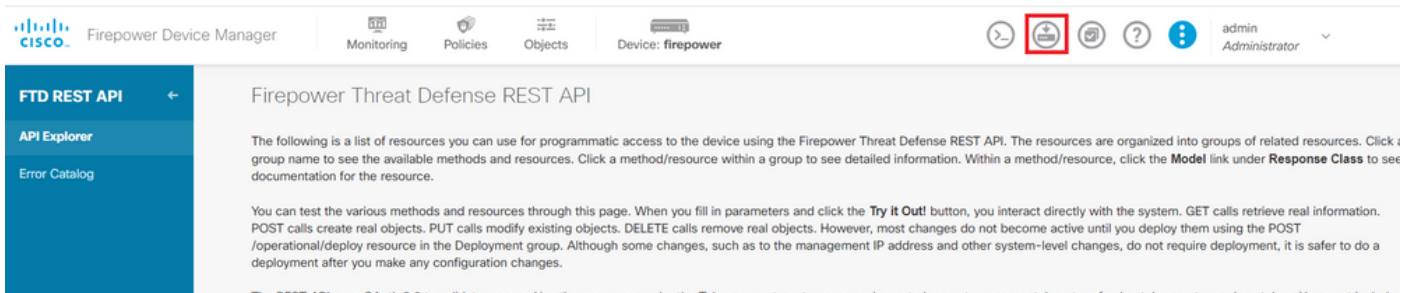 CISCO
Firepower Device Manager
Monitoring
Policies
Objects
Device: firepower
admin
Administrator
FTD REST API
API Explorer
Error Catalog
Firepower Threat Defense REST API
The following is a list of resources you can use for programmatic access to the device using the Firepower Threat Defense REST API. The resources are organized into groups of related resources. Click
group name to see the available methods and resources. Click a method/resource within a group to see detailed information. Within a method/resource, click the Model link under Response Class to see
documentation for the resource.
You can test the various methods and resources through this page. When you fill in parameters and click the Try it Out! button, you interact directly with the system. GET calls retrieve real information.
POST calls create real objects. PUT calls modify existing objects. DELETE calls remove real objects. However, most changes do not become active until you deploy them using the POST
/operational/deploy resource in the Deployment group. Although some changes, such as to the management IP address and other system-level changes, do not require deployment, it is safer to do a
deployment after you make any configuration changes.